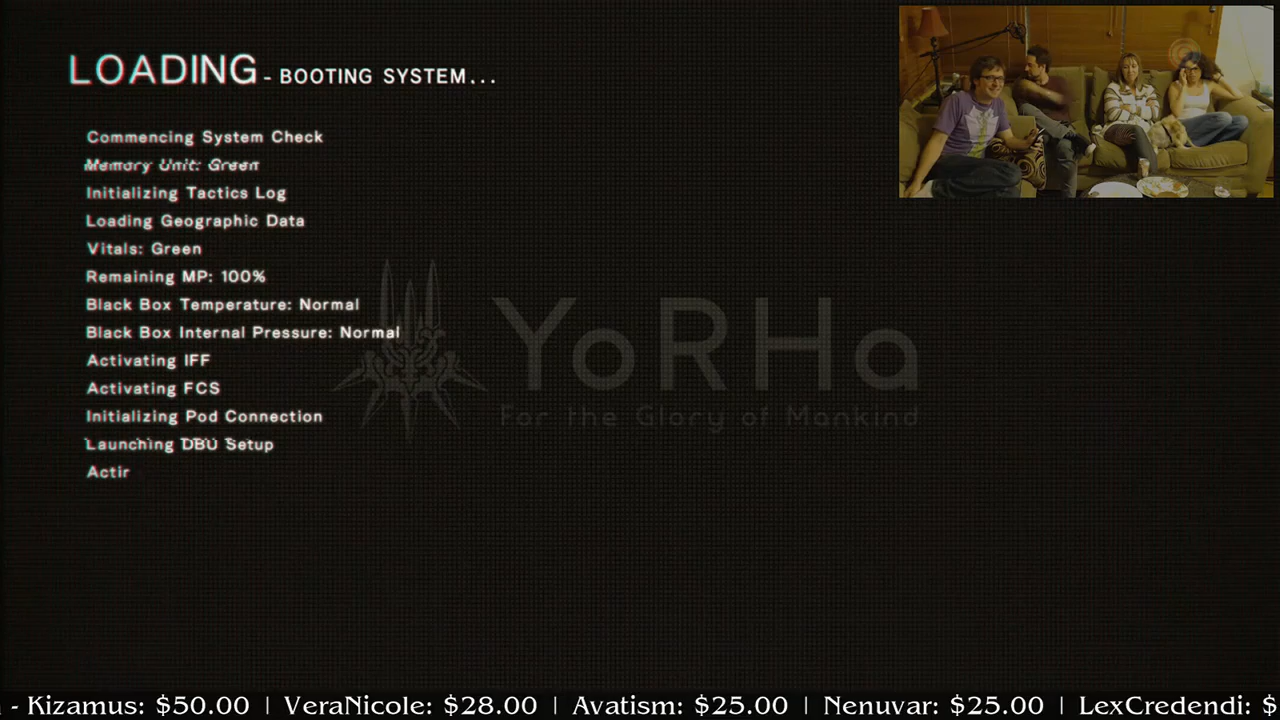 LOADING - BOOTING SYSTEM...
Commencing System Check
Memory Unit: Green
Initializing Tactics Log
Loading Geographic Data
Vitals: Green
Remaining MP: 100%
Black Box Temperature: Normal
Black Box Internal Pressure: Normal
Activating IFF
Activating FCS
Initializing Pod Connection
Launching DBU Setup
Actir
YoRHa
For the Glory of Mankind
- Kizamus: $50.00 | VeraNicole: $28.00 | Avatism: $25.00 | Nenuvar: $25.00 | LexCredendi: $